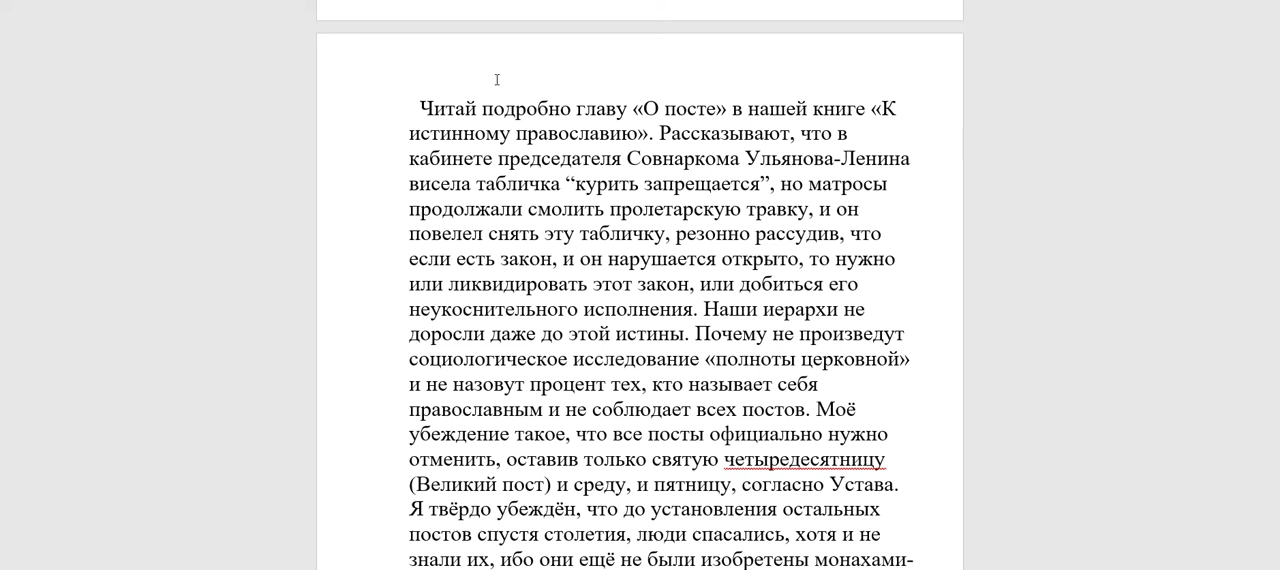 Читай подробно главу «О посте» в нашей книге «К
истинному православию». Рассказывают, что в
кабинете председателя Совнаркома Ульянова-Ленина
висела табличка “курить запрещается”, но матросы
продолжали смолить пролетарскую травку, и он
повелел снять эту табличку, резонно рассудив, что
если есть закон, и он нарушается открыто, то нужно
или ликвидировать этот закон, или добиться его
неукоснительного исполнения. Наши иерархи не
доросли даже до этой истины. Почему не произведут
социологическое исследование «полноты церковной»
и не назовут процент тех, кто называет себя
православным и не соблюдает всех постов. Моё
убеждение такое, что все посты официально нужно
отменить, оставив только святую четыредесятницу
(Великий пост) и среду, и пятницу, согласно Устава.
Я твёрдо убеждён, что до установления остальных
постов спустя столетия, люди спасались, хотя и не
знали их, ибо они ещё не были изобретены монахами-